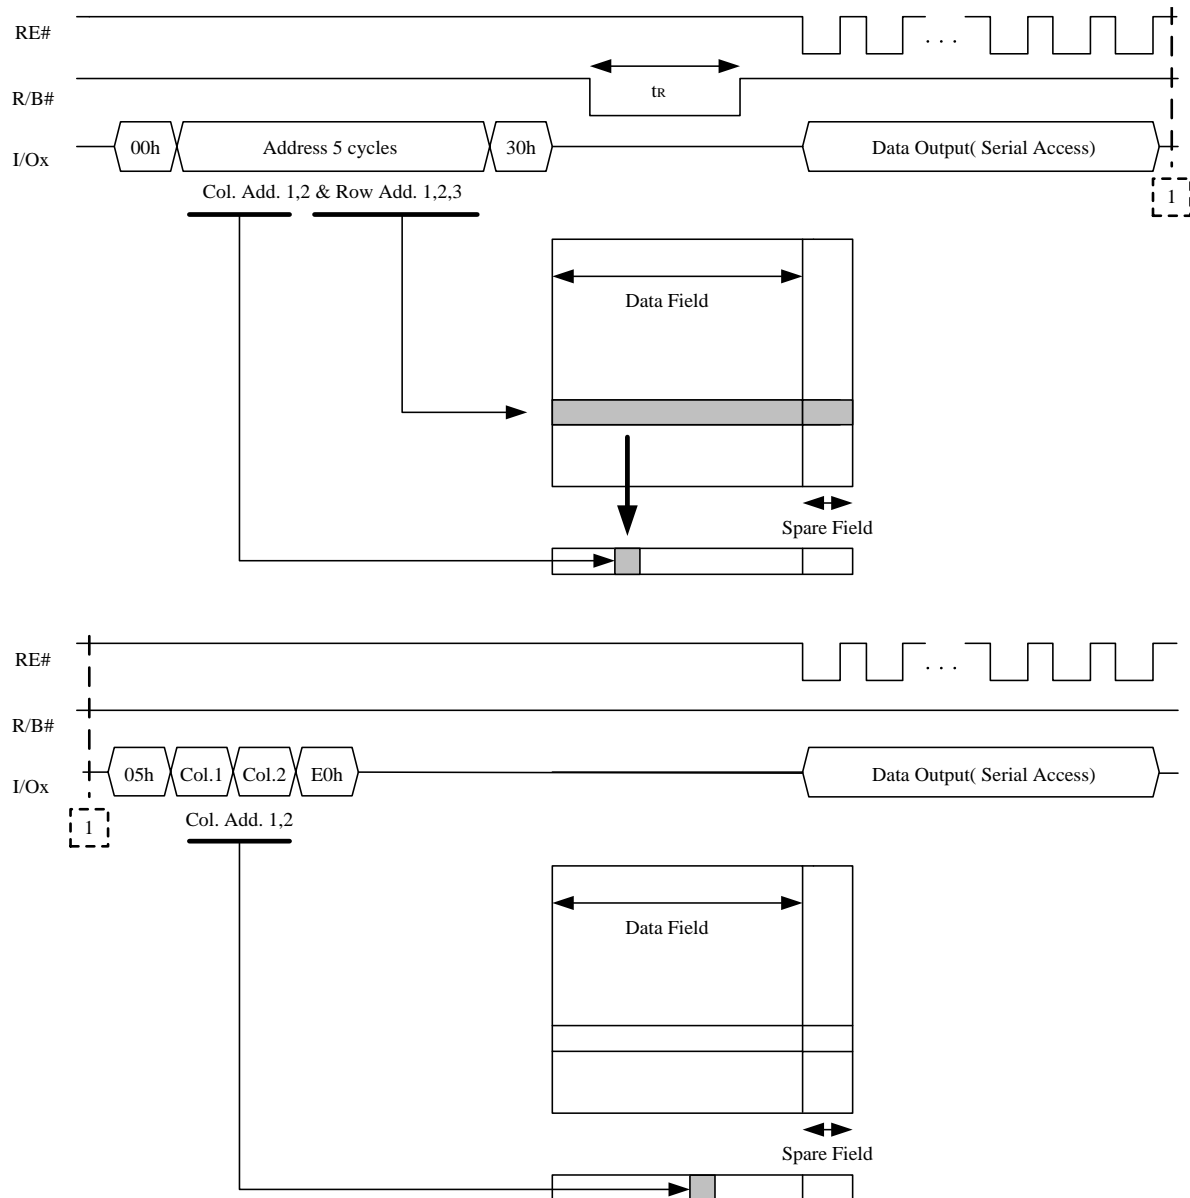 RE#
. . .
R/B#
tR
I/Ox
00h
Address 5 cycles
30h
Data Output( Serial Access)
Col. Add. 1,2 & Row Add. 1,2,3
1
Data Field
Spare Field
RE#
. . .
R/B#
I/Ox
05h
Col.1
Col.2
E0h
Data Output( Serial Access)
1
Col. Add. 1,2
Data Field
Spare Field